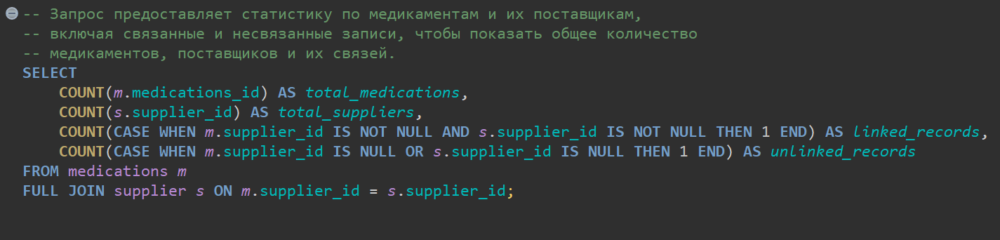 -- Запрос предоставляет статистику по медикаментам и их поставщикам,
-- включая связанные и несвязанные записи, чтобы показать общее количество
-- медикаментов, поставщиков и их связей.
SELECT
    COUNT(m.medications_id) AS total_medications,
    COUNT(s.supplier_id) AS total_suppliers,
    COUNT(CASE WHEN m.supplier_id IS NOT NULL AND s.supplier_id IS NOT NULL THEN 1 END) AS linked_records,
    COUNT(CASE WHEN m.supplier_id IS NULL OR s.supplier_id IS NULL THEN 1 END) AS unlinked_records
FROM medications m
FULL JOIN supplier s ON m.supplier_id = s.supplier_id;